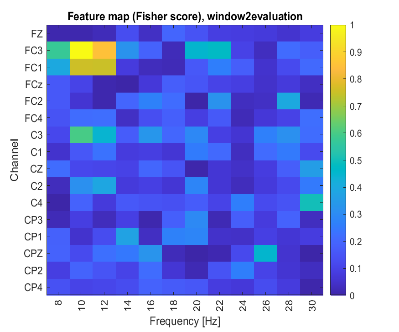 Feature map (Fisher score), window2evaluation
FZ
FC3
FC1
FCz
FC2
FC4
C3
C1
CZ
C2
C4
CP3
CP1
CPZ
CP2
CP4
Channel
8 10 12 14 16 18 20 22 24 26 28 30
Frequency [Hz]
1
0.9
0.8
0.7
0.6
0.5
0.4
0.3
0.2
0.1
0